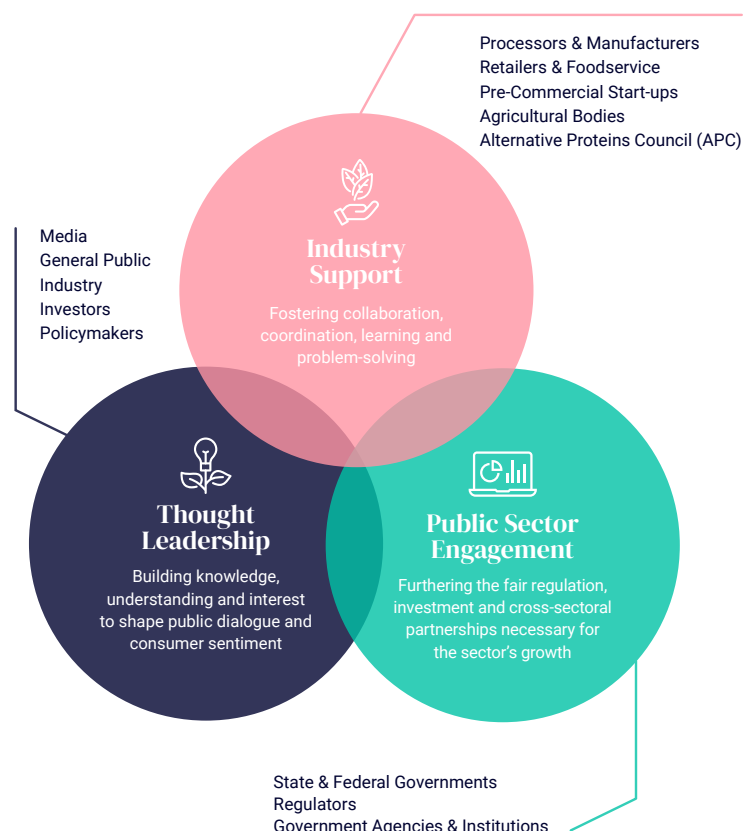 Processors & Manufacturers
Retailers & Foodservice
Pre-Commercial Start-ups
Agricultural Bodies
Alternative Proteins Council (APC)
Industry
Support
Fostering collaboration,
coordination, learning and
problem-solving
Media
General Public
Industry
Investors
Policymakers
Thought
Leadership
Building knowledge,
understanding and interest
to shape public dialogue and
consumer sentiment
Public Sector
Engagement
Furthering the fair regulation,
investment and cross-sectoral
partnerships necessary for
the sector's growth
State & Federal Governments
Regulators
Government Agencies & Institutions